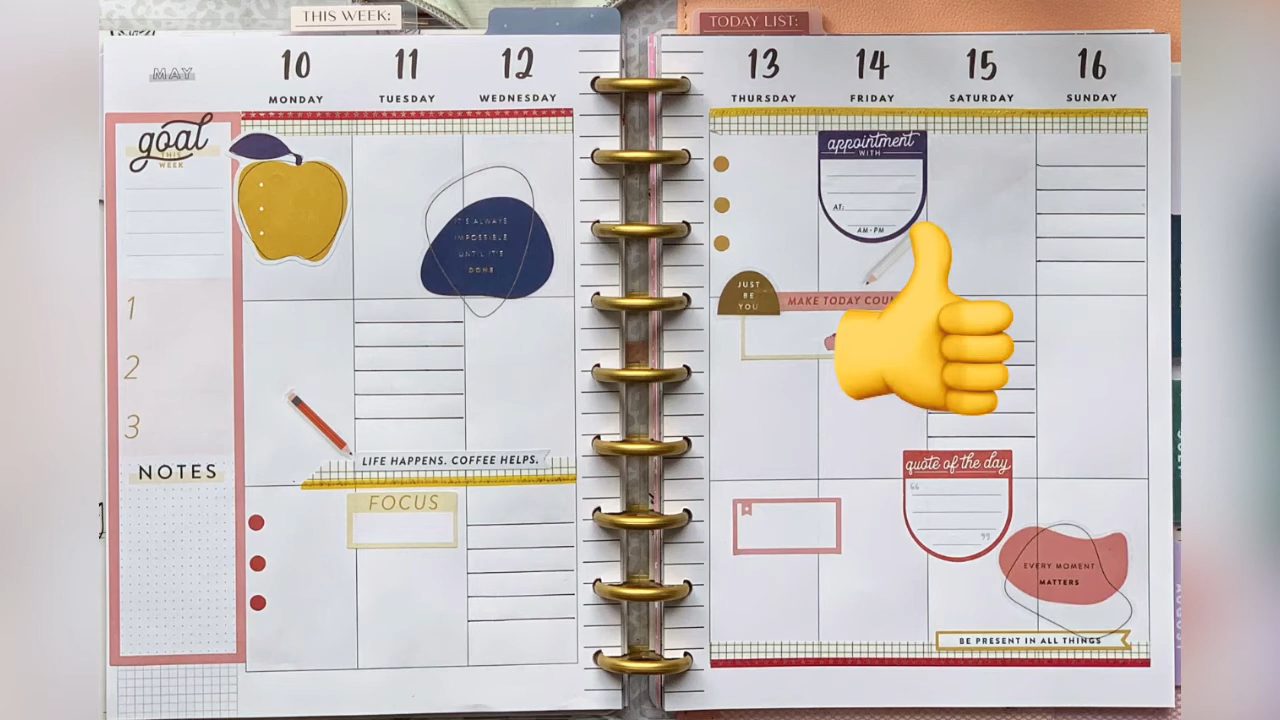 THIS WEEK:
TODAY LIST:
MAY
10
MONDAY
11
TUESDAY
12
WEDNESDAY
13
THURSDAY
14
FRIDAY
15
SATURDAY
16
SUNDAY
goal
THIS
WEEK
1
2
3
NOTES
IT'S ALWAYS
IMPOSSIBLE
UNTIL IT'S
DONE
LIFE HAPPENS. COFFEE HELPS.
FOCUS
appointment
WITH
AT:
AM - PM
JUST
BE
YOU
MAKE TODAY COU
quote of the day
“
”
EVERY MOMENT
MATTERS
BE PRESENT IN ALL THINGS